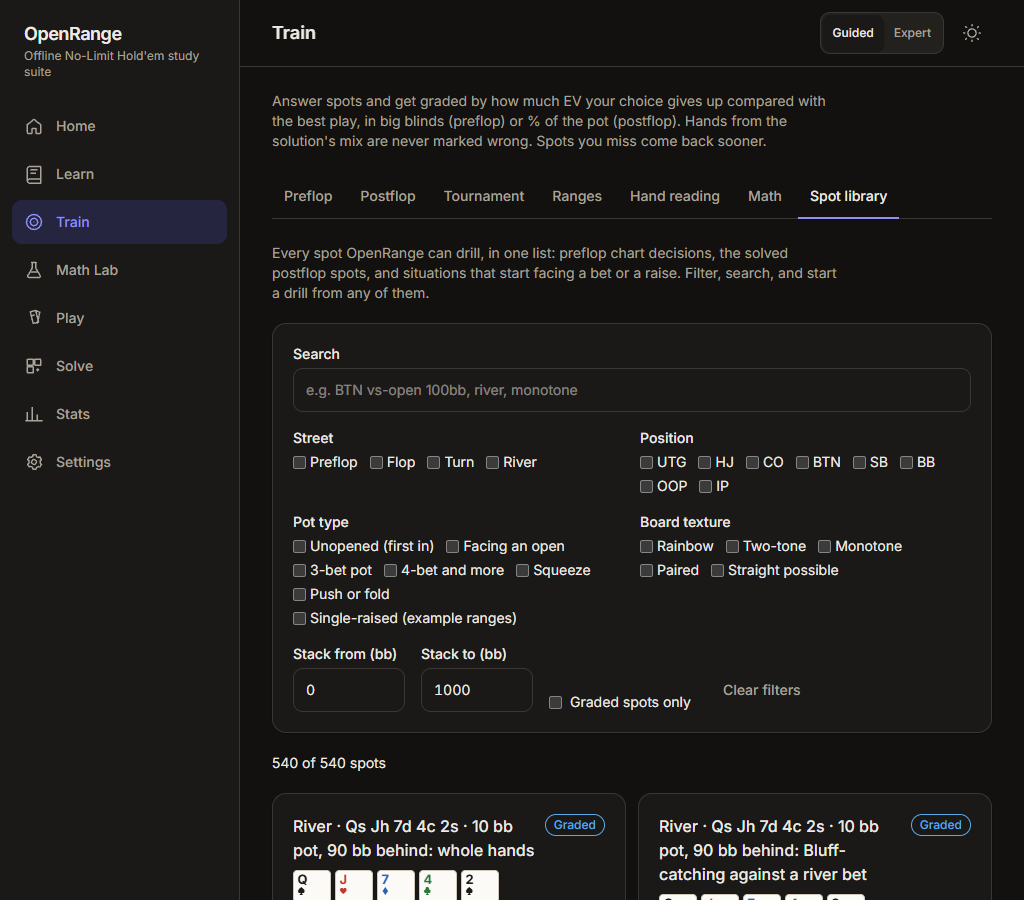 OpenRange
Offline No-Limit Hold'em study
suite
Home
Learn
Train
Math Lab
Play
Solve
Stats
Settings
Train
Guided
Expert
Answer spots and get graded by how much EV your choice gives up compared with
the best play, in big blinds (preflop) or % of the pot (postflop). Hands from the
solution's mix are never marked wrong. Spots you miss come back sooner.
Preflop
Postflop
Tournament
Ranges
Hand reading
Math
Spot library
Every spot OpenRange can drill, in one list: preflop chart decisions, the solved
postflop spots, and situations that start facing a bet or a raise. Filter, search, and start
a drill from any of them.
Search
e.g. BTN vs-open 100bb, river, monotone
Street
Preflop Flop Turn River
Position
UTG HJ CO BTN SB BB
OOP IP
Pot type
Unopened (first in) Facing an open
3-bet pot 4-bet and more Squeeze
Push or fold
Single-raised (example ranges)
Board texture
Rainbow Two-tone Monotone
Paired Straight possible
Stack from (bb)
0
Stack to (bb)
1000
Graded spots only
Clear filters
540 of 540 spots
River · Qs Jh 7d 4c 2s · 10 bb
pot, 90 bb behind: whole hands
Graded
Q J 7 4 2
River · Qs Jh 7d 4c 2s · 10 bb
pot, 90 bb behind: Bluff-
catching against a river bet
Graded